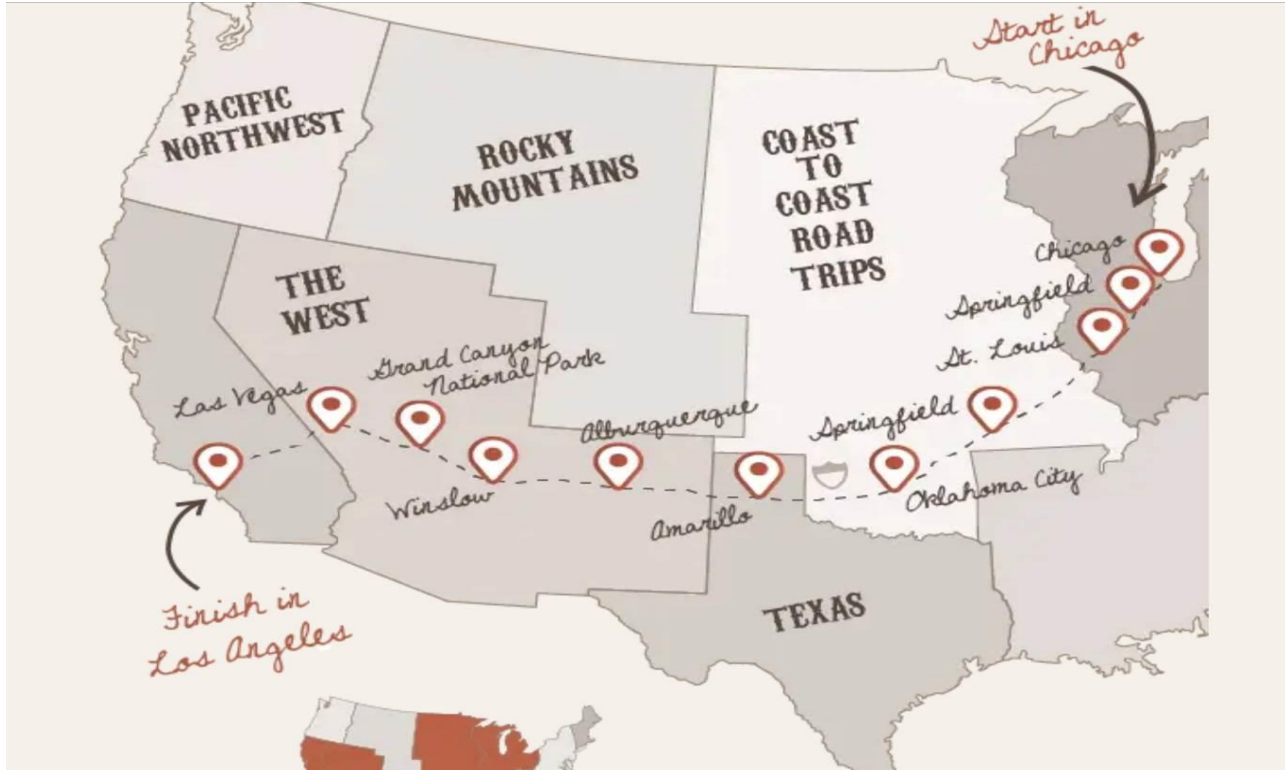 Start in
Chicago
PACIFIC
NORTHWEST
ROCKY
MOUNTAINS
COAST
TO
COAST
ROAD
TRIPS
Chicago
Springfield
St. Louis
THE
WEST
Grand Canyon
National Park
Las Vegas
Alburquerque
Springfield
Winslow
Amarillo
Oklahoma City
TEXAS
Finish in
Los Angeles